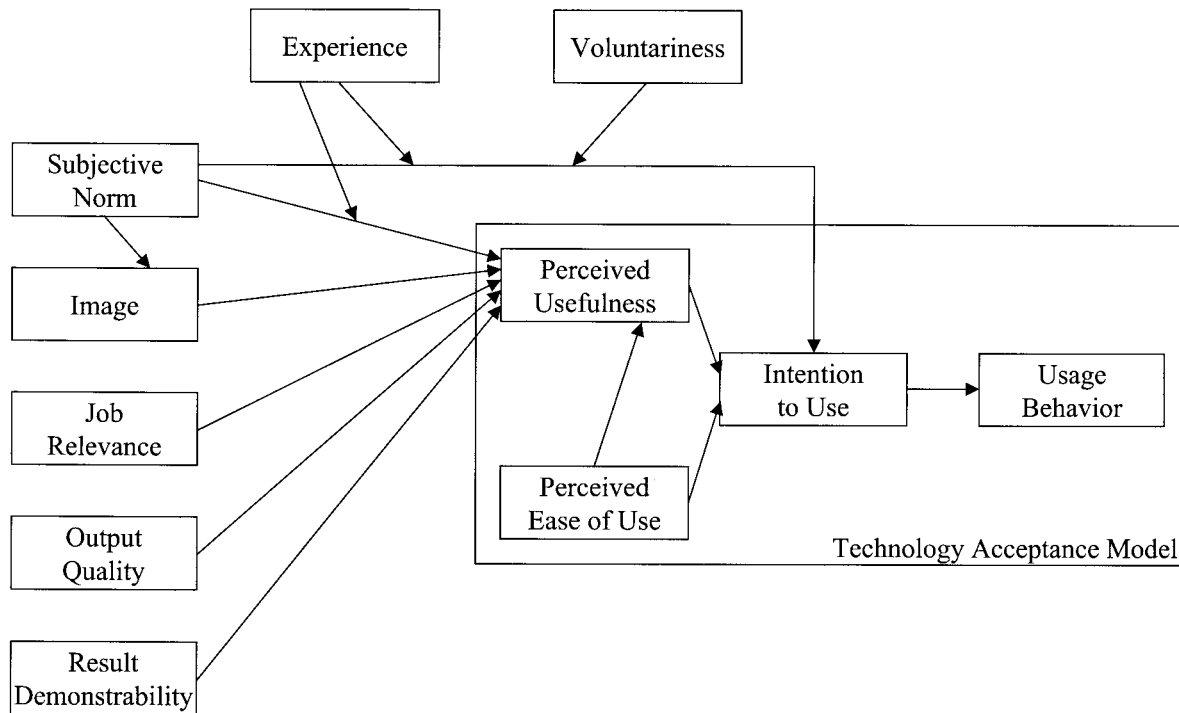 Experience
Voluntariness
Subjective
Norm
Image
Perceived
Usefulness
Intention
to Use
Usage
Behavior
Job
Relevance
Perceived
Ease of Use
Output
Quality
Technology Acceptance Model
Result
Demonstrability